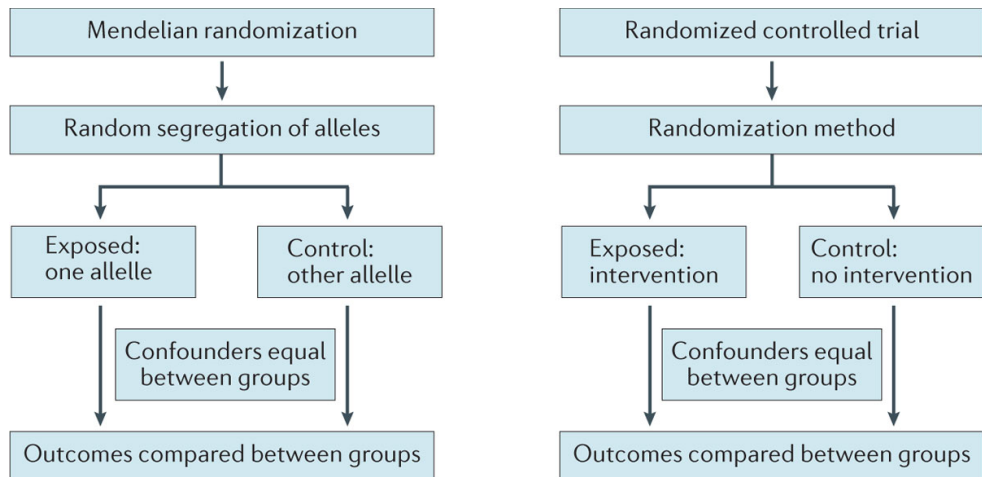 Mendelian randomization
Random segregation of alleles
Exposed:
one allelle
Control:
other allele
Confounders equal
between groups
Outcomes compared between groups
Randomized controlled trial
Randomization method
Exposed:
intervention
Control:
no intervention
Confounders equal
between groups
Outcomes compared between groups